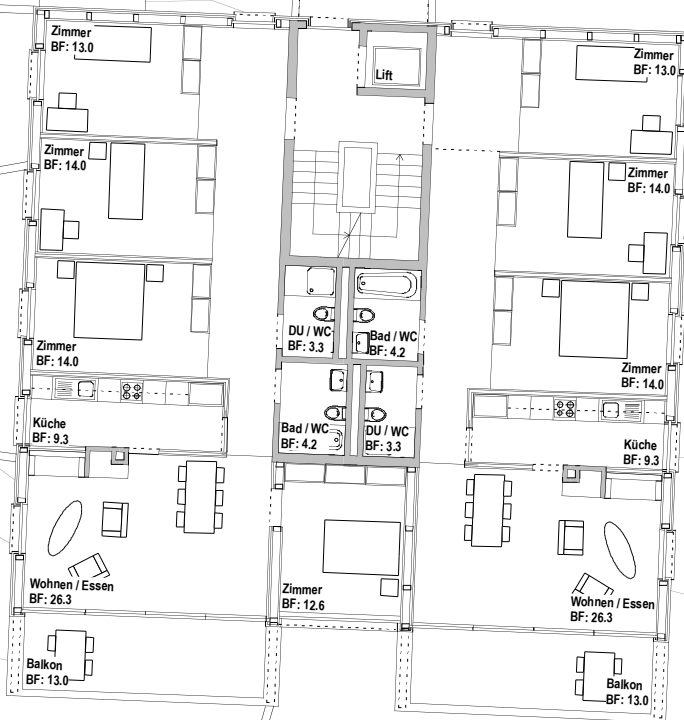 Zimmer
BF: 13.0
Lift
Zimmer
BF: 13.0
Zimmer
BF: 14.0
Zimmer
BF: 14.0
Zimmer
BF: 14.0
DU / WC
BF: 3.3
Bad / WC
BF: 4.2
Zimmer
BF: 14.0
Küche
BF: 9.3
Bad / WC
BF: 4.2
DU / WC
BF: 3.3
Küche
BF: 9.3
Wohnen / Essen
BF: 26.3
Zimmer
BF: 12.6
Wohnen / Essen
BF: 26.3
Balkon
BF: 13.0
Balkon
BF: 13.0